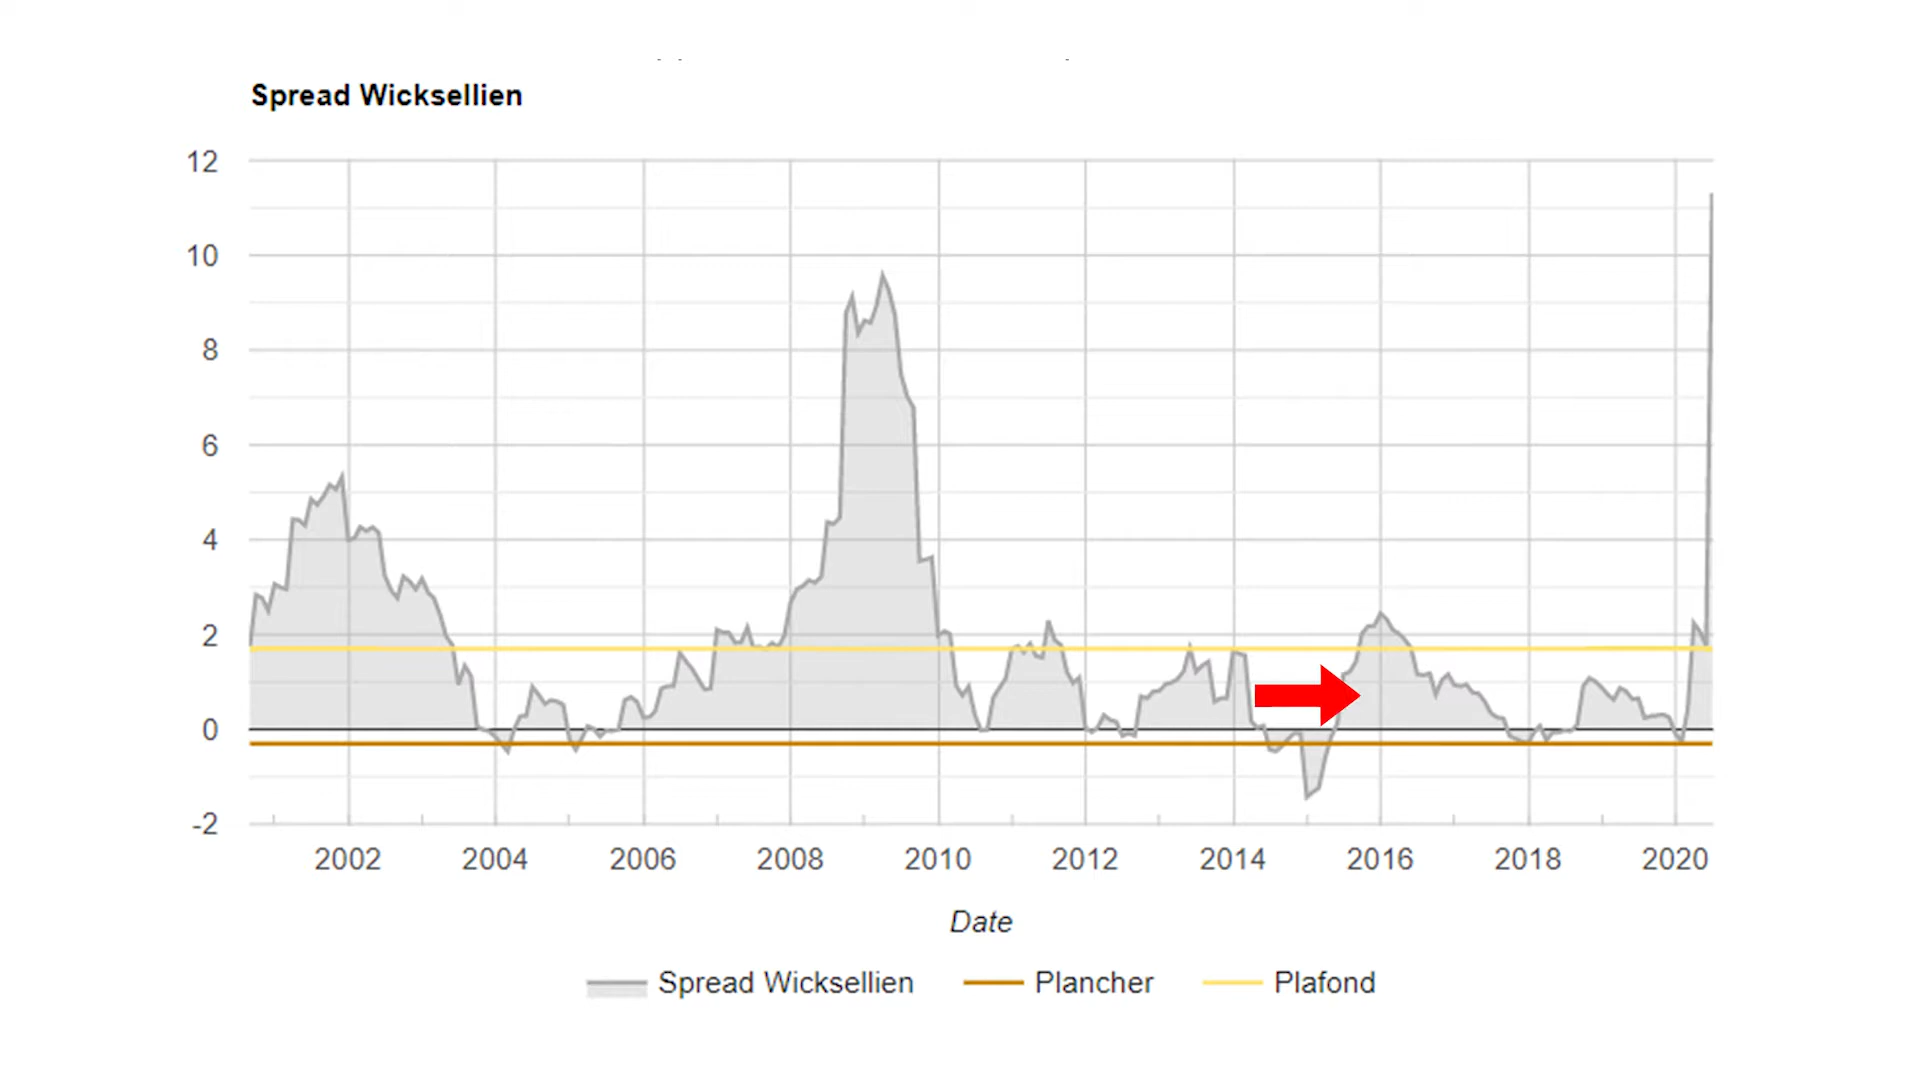 Spread Wicksellien
12
10
8
6
4
2
0
-2
2002 2004 2006 2008 2010 2012 2014 2016 2018 2020
Date
Spread Wicksellien Plancher Plafond